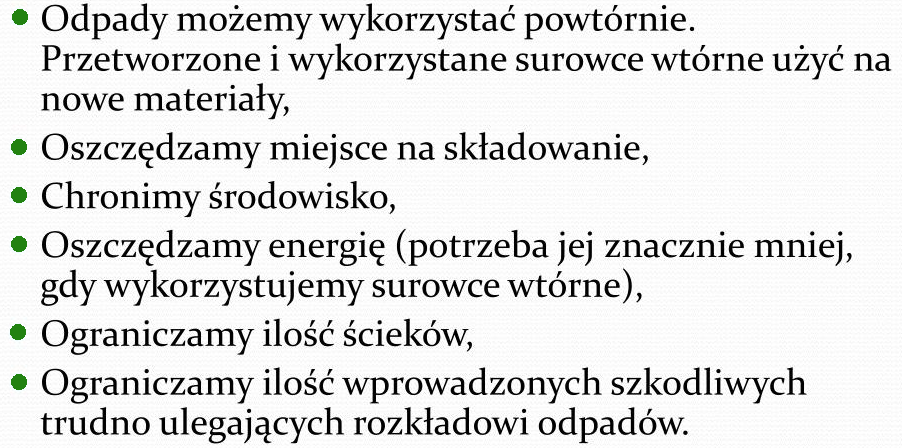 • Odpady możemy wykorzystać powtórnie.
Przetworzone i wykorzystane surowce wtórne użyć na
nowe materiały,
• Oszczędzamy miejsce na składowanie,
• Chronimy środowisko,
• Oszczędzamy energię (potrzeba jej znacznie mniej,
gdy wykorzystujemy surowce wtórne),
• Ograniczamy ilość ścieków,
• Ograniczamy ilość wprowadzonych szkodliwych
trudno ulegających rozkładowi odpadów.